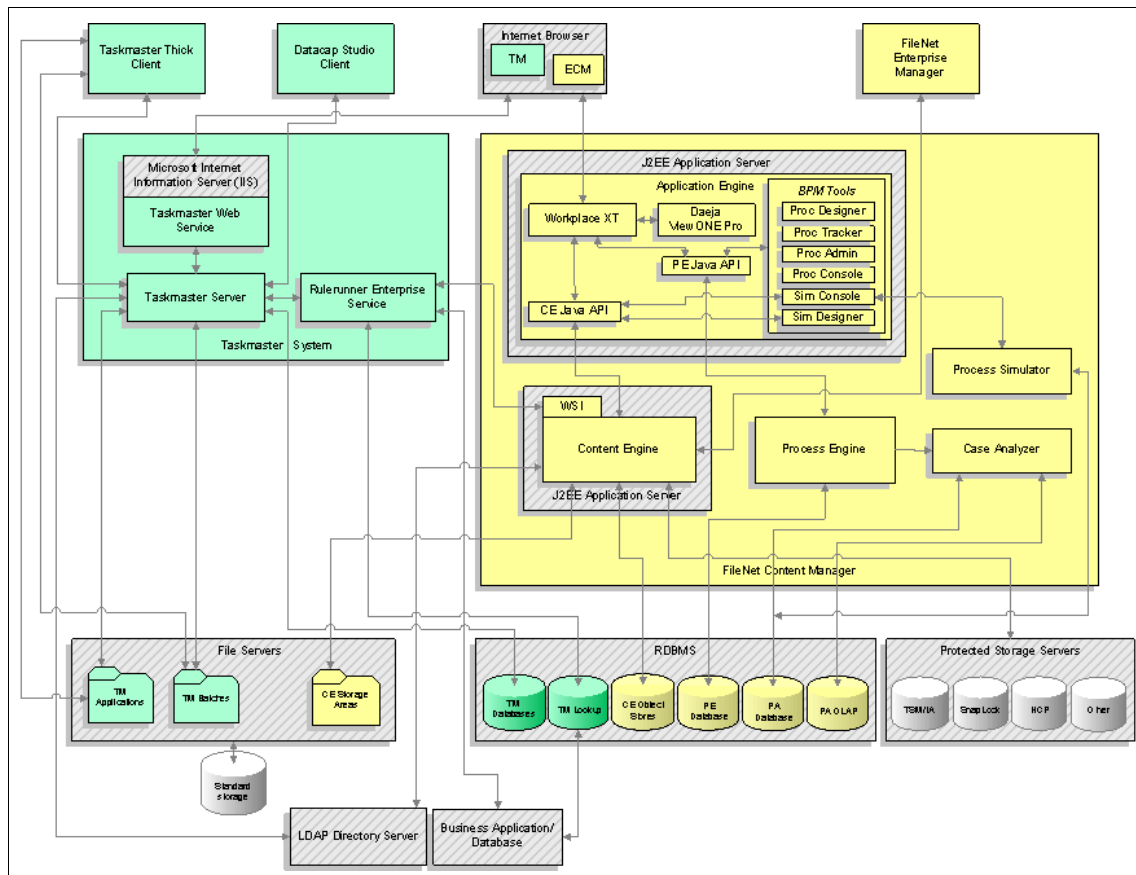 Taskmaster Thick
Client
Datacap Studio
Client
Internet Browser
TM
ECM
FileNet
Enterprise
Manager
Microsoft Internet
Information Server (IIS)
Taskmaster Web
Service
Taskmaster Server
Rulerunner Enterprise
Service
Taskmaster System
J2EE Application Server
Application Engine
Workplace XT
Daeja
View ONE Pro
PE Java API
CE Java API
BPM Tools
Proc Designer
Proc Tracker
Proc Admin
Proc Console
Sim Console
Sim Designer
Process Simulator
WSI
Content Engine
J2EE Application Server
Process Engine
Case Analyzer
FileNet Content Manager
File Servers
TM
Applications
TM Batches
CE Storage
Areas
Standard
storage
RDBMS
TM
Databases
TM Lookup
CE Object
Stores
PE
Database
PA
Database
PA OLAP
Protected Storage Servers
TSM/IA
SnapLock
HCP
Other
LDAP Directory Server
Business Application/
Database